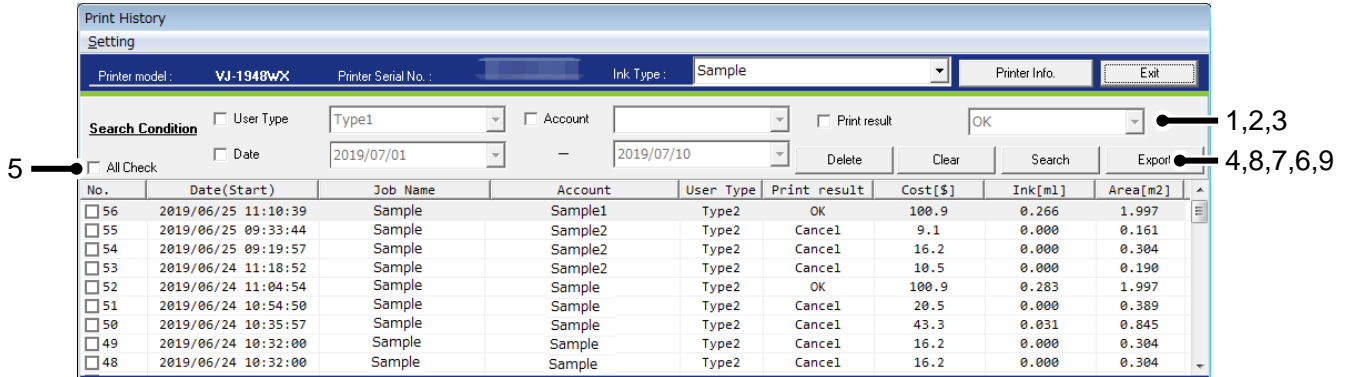 Print History
Setting
Printer model : VJ-1948WX Printer Serial No. : Ink Type : Sample Printer Info. Exit
Search Condition User Type Type1 Account Print result OK 1,2,3
Date 2019/07/01 — 2019/07/10 Delete Clear Search Export 4,8,7,6,9
5 All Check
No. Date(Start) Job Name Account User Type Print result Cost[$] Ink[ml] Area[m2]
56 2019/06/25 11:10:39 Sample Sample1 Type2 OK 100.9 0.266 1.997
55 2019/06/25 09:33:44 Sample Sample2 Type2 Cancel 9.1 0.000 0.161
54 2019/06/25 09:19:57 Sample Sample2 Type2 Cancel 16.2 0.000 0.304
53 2019/06/24 11:18:52 Sample Sample2 Type2 Cancel 10.5 0.000 0.190
52 2019/06/24 11:04:54 Sample Sample Type2 OK 100.9 0.283 1.997
51 2019/06/24 10:54:50 Sample Sample Type2 Cancel 20.5 0.000 0.389
50 2019/06/24 10:35:57 Sample Sample Type2 Cancel 43.3 0.031 0.845
49 2019/06/24 10:32:00 Sample Sample Type2 Cancel 16.2 0.000 0.304
48 2019/06/24 10:32:00 Sample Sample Type2 Cancel 16.2 0.000 0.304